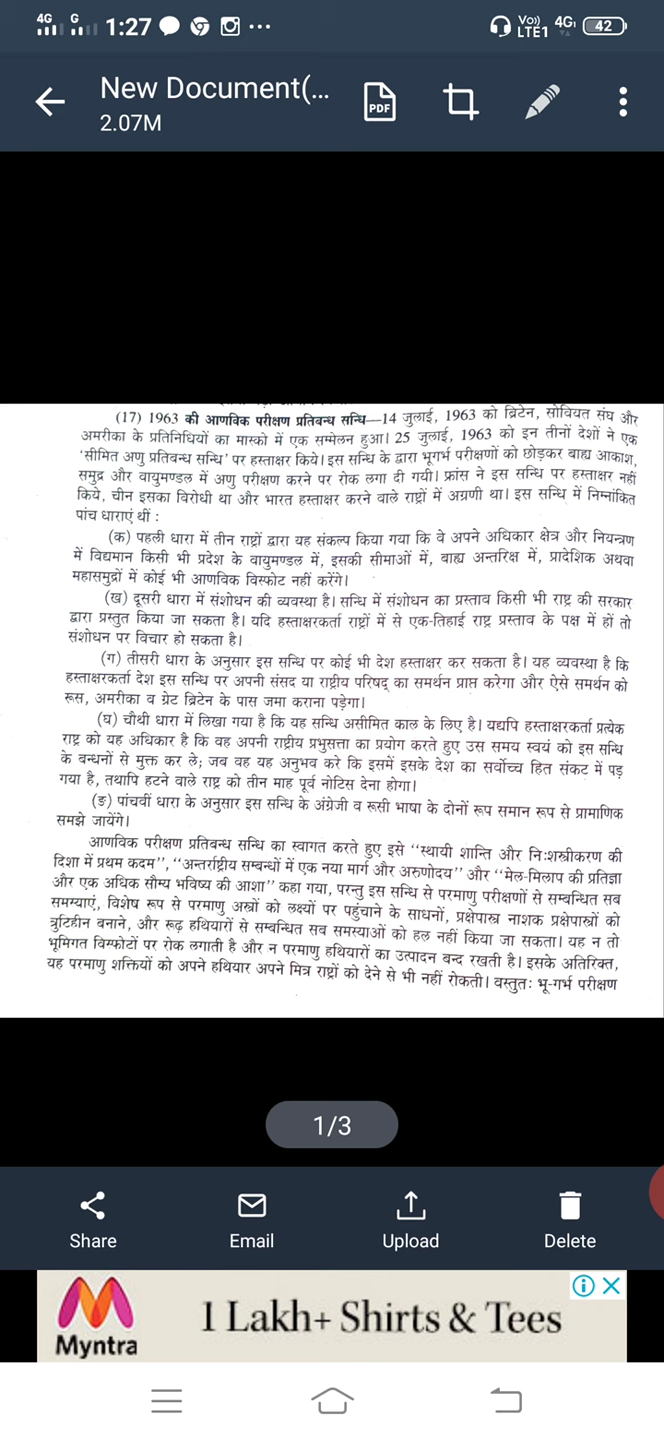 4G G 1:27 ... Vo)) LTE1 4G 42
New Document(...
2.07M
PDF
(17) 1963 की आणविक परीक्षण प्रतिबन्ध सन्धि—14 जुलाई, 1963 को ब्रिटेन, सोवियत संघ और
अमरीका के प्रतिनिधियों का मास्को में एक सम्मेलन हुआ। 25 जुलाई, 1963 को इन तीनों देशों ने एक
‘सीमित अणु प्रतिबन्ध सन्धि’ पर हस्ताक्षर किये। इस सन्धि के द्वारा भूगर्भ परीक्षणों को छोड़कर बाह्य आकाश,
समुद्र और वायुमण्डल में अणु परीक्षण करने पर रोक लगा दी गयी। फ्रांस ने इस सन्धि पर हस्ताक्षर नहीं
किये, चीन इसका विरोधी था और भारत हस्ताक्षर करने वाले राष्ट्रों में अग्रणी था। इस सन्धि में निम्नांकित
पांच धाराएं थीं :
(क) पहली धारा में तीन राष्ट्रों द्वारा यह संकल्प किया गया कि वे अपने अधिकार क्षेत्र और नियन्त्रण
में विद्यमान किसी भी प्रदेश के वायुमण्डल में, इसकी सीमाओं में, बाह्य अन्तरिक्ष में, प्रादेशिक अथवा
महासमुद्रों में कोई भी आणविक विस्फोट नहीं करेंगे।
(ख) दूसरी धारा में संशोधन की व्यवस्था है। सन्धि में संशोधन का प्रस्ताव किसी भी राष्ट्र की सरकार
द्वारा प्रस्तुत किया जा सकता है। यदि हस्ताक्षरकर्ता राष्ट्रों में से एक-तिहाई राष्ट्र प्रस्ताव के पक्ष में हों तो
संशोधन पर विचार हो सकता है।
(ग) तीसरी धारा के अनुसार इस सन्धि पर कोई भी देश हस्ताक्षर कर सकता है। यह व्यवस्था है कि
हस्ताक्षरकर्ता देश इस सन्धि पर अपनी संसद या राष्ट्रीय परिषद् का समर्थन प्राप्त करेगा और ऐसे समर्थन को
रूस, अमरीका व ग्रेट ब्रिटेन के पास जमा कराना पड़ेगा।
(घ) चौथी धारा में लिखा गया है कि यह सन्धि असीमित काल के लिए है। यद्यपि हस्ताक्षरकर्ता प्रत्येक
राष्ट्र को यह अधिकार है कि वह अपनी राष्ट्रीय प्रभुसत्ता का प्रयोग करते हुए उस समय स्वयं को इस सन्धि
के बन्धनों से मुक्त कर ले; जब वह यह अनुभव करे कि इसमें इसके देश का सर्वोच्च हित संकट में पड़
गया है, तथापि हटने वाले राष्ट्र को तीन माह पूर्व नोटिस देना होगा।
(ङ) पांचवीं धारा के अनुसार इस सन्धि के अंग्रेजी व रूसी भाषा के दोनों रूप समान रूप से प्रामाणिक
समझे जायेंगे।
आणविक परीक्षण प्रतिबन्ध सन्धि का स्वागत करते हुए इसे “स्थायी शान्ति और निःशस्त्रीकरण की
दिशा में प्रथम कदम”, “अन्तर्राष्ट्रीय सम्बन्धों में एक नया मार्ग और अरुणोदय” और “मेल-मिलाप की प्रतिज्ञा
और एक अधिक सौम्य भविष्य की आशा” कहा गया, परन्तु इस सन्धि से परमाणु परीक्षणों से सम्बन्धित सब
समस्याएं, विशेष रूप से परमाणु अस्त्रों को लक्ष्यों पर पहुंचाने के साधनों, प्रक्षेपास्त्र नाशक प्रक्षेपास्त्रों को
त्रुटिहीन बनाने, और रूढ़ हथियारों से सम्बन्धित सब समस्याओं को हल नहीं किया जा सकता। यह न तो
भूमिगत विस्फोटों पर रोक लगाती है और न परमाणु हथियारों का उत्पादन बन्द रखती है। इसके अतिरिक्त,
यह परमाणु शक्तियों को अपने हथियार अपने मित्र राष्ट्रों को देने से भी नहीं रोकती। वस्तुतः भू-गर्भ परीक्षण
1/3
Share Email Upload Delete
Myntra
1 Lakh+ Shirts & Tees